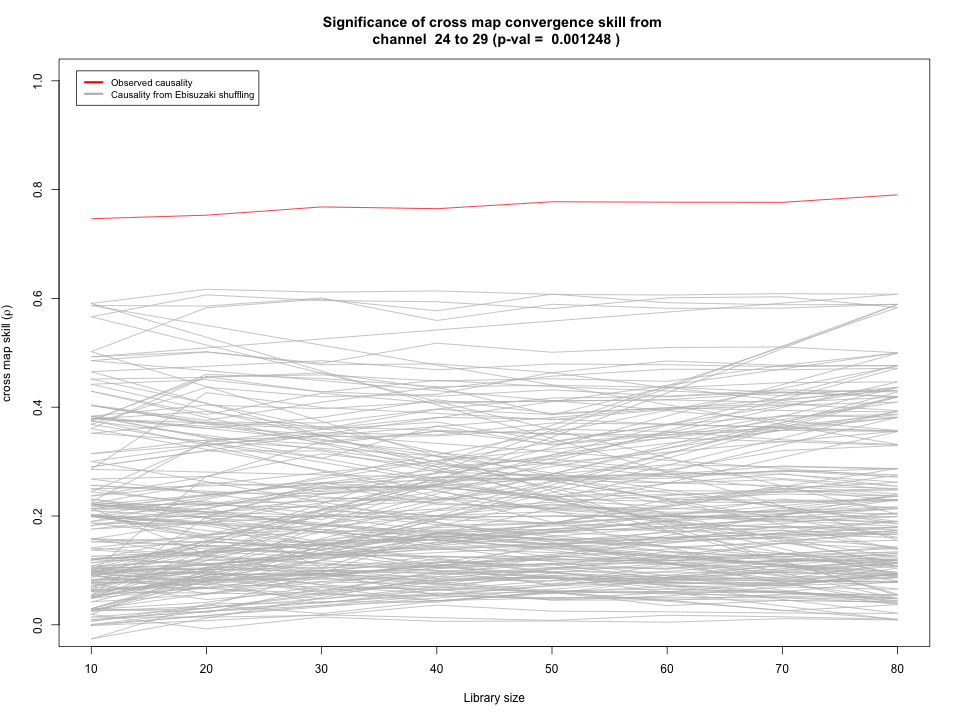 Significance of cross map convergence skill from
channel 24 to 29 (p-val = 0.001248 )
Observed causality
Causality from Ebisuzaki shuffling
cross map skill (ρ)
1.0
0.8
0.6
0.4
0.2
0.0
10 20 30 40 50 60 70 80
Library size